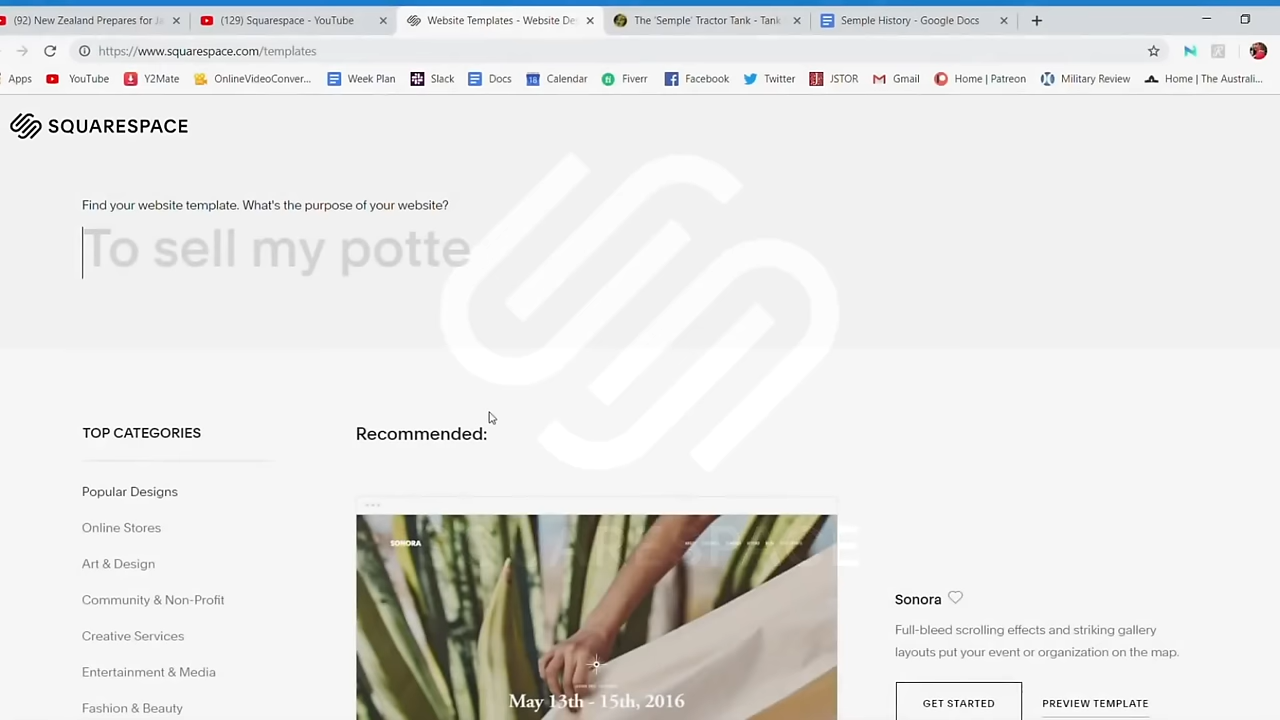 (92) New Zealand Prepares for J
(129) Squarespace - YouTube
Website Templates - Website De
The 'Semple' Tractor Tank - Tank
Semple History - Google Docs
https://www.squarespace.com/templates
Apps YouTube Y2Mate OnlineVideoConver... Week Plan Slack Docs Calendar Fiverr Facebook Twitter JSTOR Gmail Home | Patreon Military Review Home | The Australi...
SQUARESPACE
Find your website template. What's the purpose of your website?
To sell my potte
TOP CATEGORIES
Recommended:
Popular Designs
Online Stores
Art & Design
Community & Non-Profit
Creative Services
Entertainment & Media
Fashion & Beauty
SONORA
May 13th - 15th, 2016
SQUARESPACE
Sonora
Full-bleed scrolling effects and striking gallery
layouts put your event or organization on the map.
GET STARTED
PREVIEW TEMPLATE